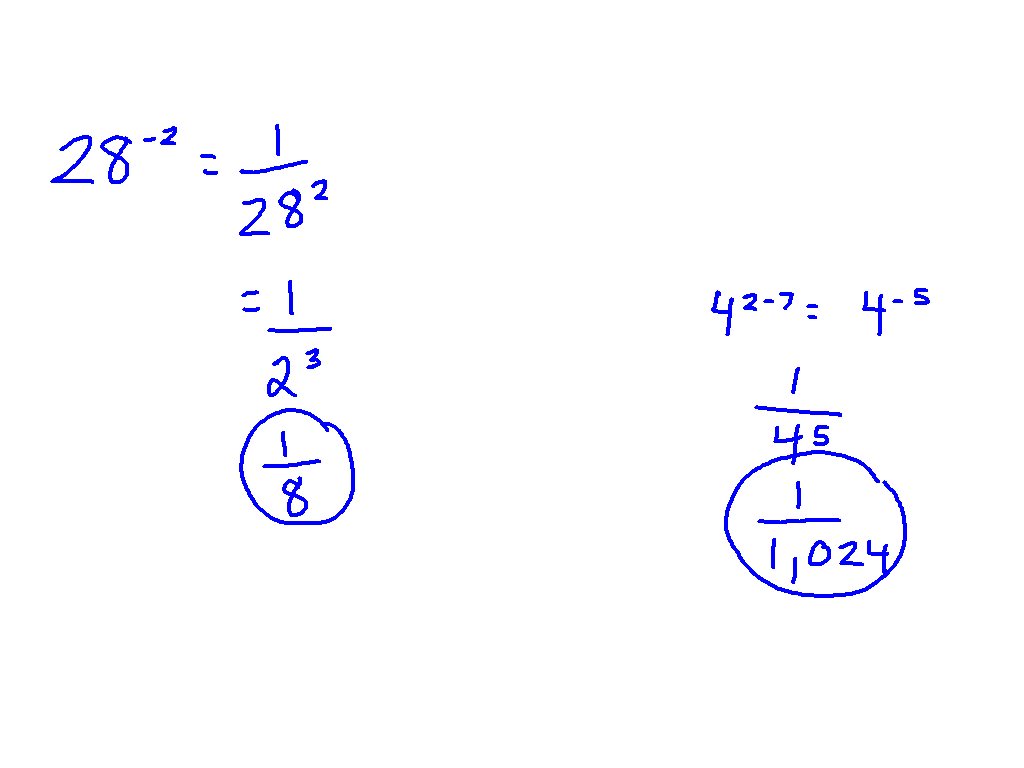 28⁻² = 1/28²
= 1/2³
1/8
4²⁻⁷ = 4⁻⁵
1/4⁵
1/1,024